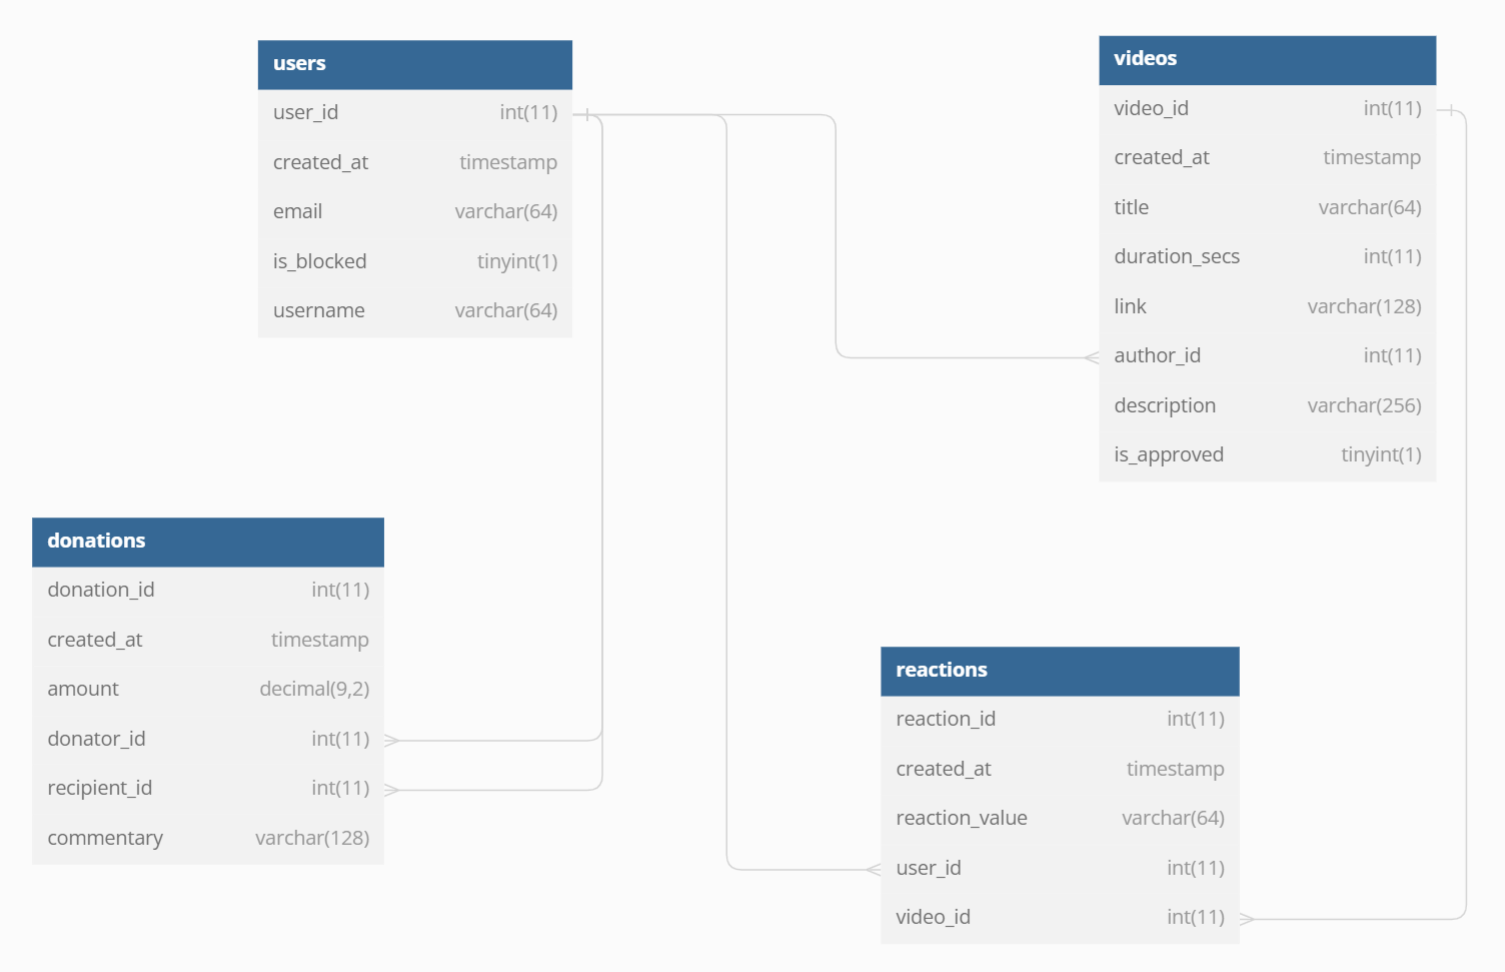 users
user_id int(11)
created_at timestamp
email varchar(64)
is_blocked tinyint(1)
username varchar(64)
videos
video_id int(11)
created_at timestamp
title varchar(64)
duration_secs int(11)
link varchar(128)
author_id int(11)
description varchar(256)
is_approved tinyint(1)
donations
donation_id int(11)
created_at timestamp
amount decimal(9,2)
donator_id int(11)
recipient_id int(11)
commentary varchar(128)
reactions
reaction_id int(11)
created_at timestamp
reaction_value varchar(64)
user_id int(11)
video_id int(11)